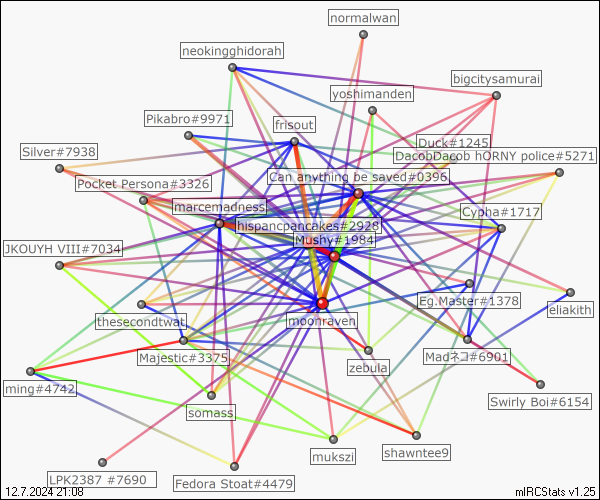 normalwan
neokingghidorah
bigcitysamurai
yoshimanden
Pikabro#9971
frisout
Duck#1245
Silver#7938
DacobDacob hORNY police#5271
Pocket Persona#3326
Can anything be saved#0396
marcemadness
Cypha#1717
hispancpancakes#2928
Mushy#1984
JKOUYH VIII#7034
Eg.Master#1378
eliakith
thesecondtwat
moonraven
Majestic#3375
Madネコ#6901
zebula
ming#4742
Swirly Boi#6154
somass
mukszi
shawntee9
LPK2387 #7690
Fedora Stoat#4479
12.7.2024 21:08
mIRCStats v1.25